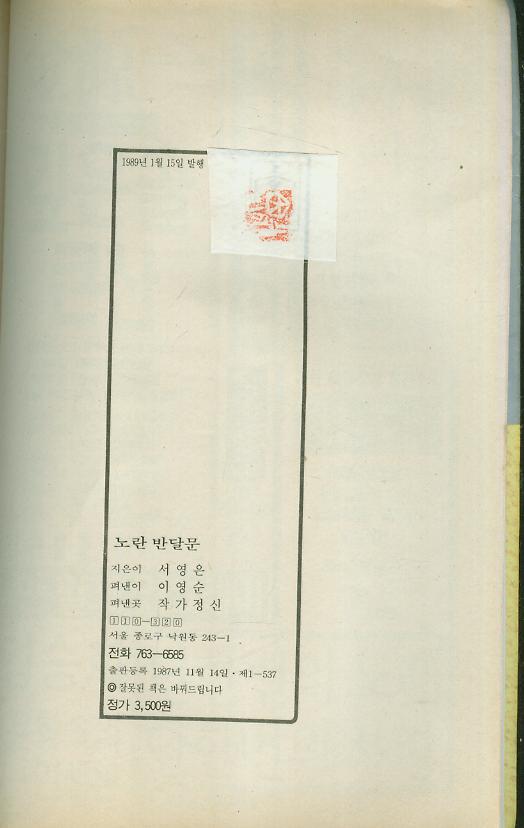 1989년 1월 15일 발행
노란 반달문
지은이 서영은
펴낸이 이영순
펴낸곳 작가정신
110-320
서울 종로구 낙원동 243-1
전화 763-6585
출판등록 1987년 11월 14일·제1-537
◎ 잘못된 책은 바꿔드립니다
정가 3,500원